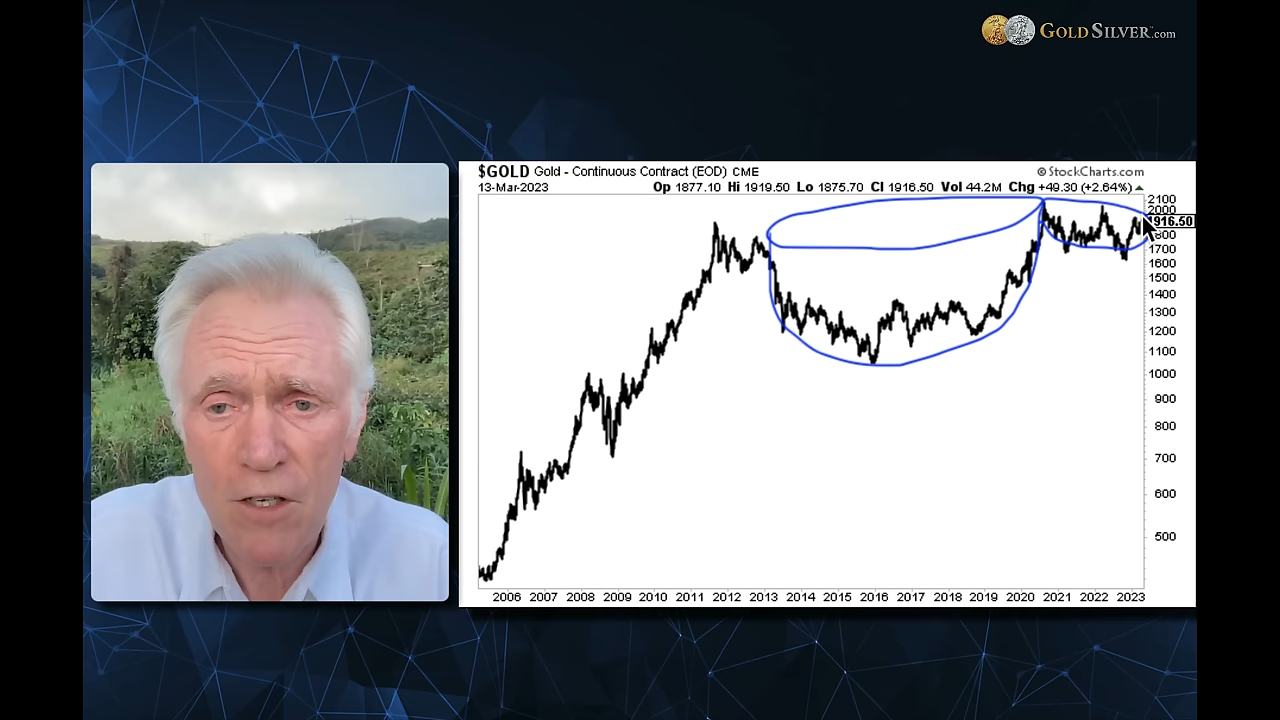 GOLDSILVER™.com
$GOLD Gold - Continuous Contract (EOD) CME
© StockCharts.com
13-Mar-2023
Op 1877.10 Hi 1919.50 Lo 1875.70 Cl 1916.50 Vol 44.2M Chg +49.30 (+2.64%)
2100
2000
916.50
800
1700
1600
1500
1400
1300
1200
1100
1000
900
800
700
600
500
2006 2007 2008 2009 2010 2011 2012 2013 2014 2015 2016 2017 2018 2019 2020 2021 2022 2023